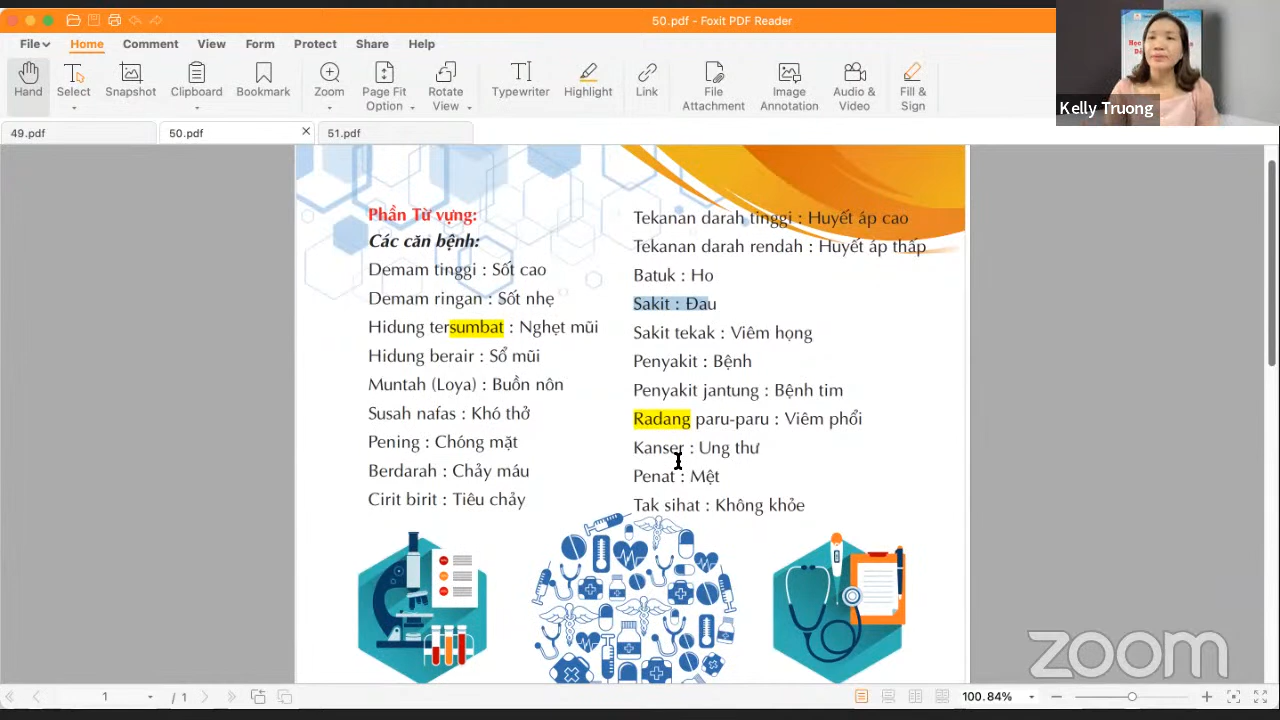 50.pdf - Foxit PDF Reader
File Home Comment View Form Protect Share Help
Hand
Select
Snapshot
Clipboard
Bookmark
Zoom
Page Fit Option
Rotate View
Typewriter
Highlight
Link
File Attachment
Image Annotation
Audio & Video
Fill & Sign
Kelly Truong
49.pdf
50.pdf
51.pdf
Phần Từ vựng:
Các căn bệnh:
Demam tinggi : Sốt cao
Demam ringan : Sốt nhẹ
Hidung tersumbat : Nghẹt mũi
Hidung berair : Sổ mũi
Muntah (Loya) : Buồn nôn
Susah nafas : Khó thở
Pening : Chóng mặt
Berdarah : Chảy máu
Cirit birit : Tiêu chảy
Tekanan darah tinggi : Huyết áp cao
Tekanan darah rendah : Huyết áp thấp
Batuk : Ho
Sakit : Đau
Sakit tekak : Viêm họng
Penyakit : Bệnh
Penyakit jantung : Bệnh tim
Radang paru-paru : Viêm phổi
Kanser : Ung thư
Penat : Mệt
Tak sihat : Không khỏe
zoom
1 / 1
100.84%